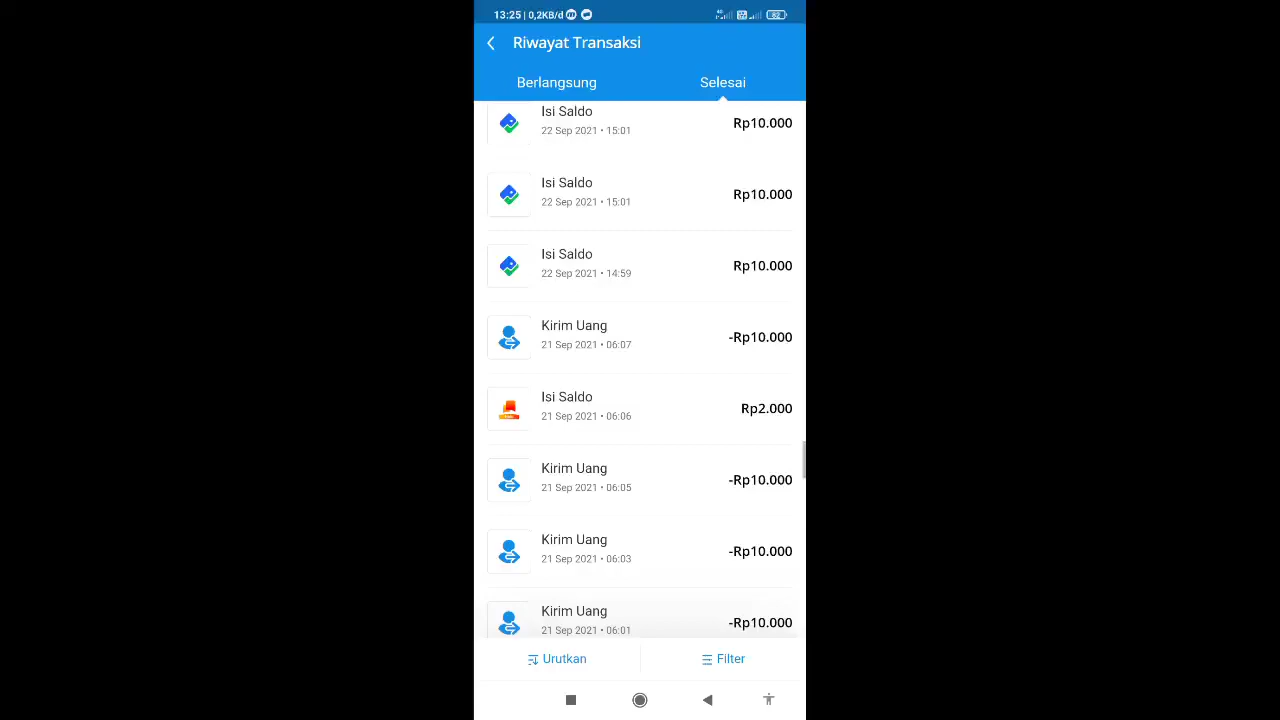 13:25 | 0,2KB/d
Riwayat Transaksi
Berlangsung
Selesai
Isi Saldo
22 Sep 2021 • 15:01
Rp10.000
Isi Saldo
22 Sep 2021 • 15:01
Rp10.000
Isi Saldo
22 Sep 2021 • 14:59
Rp10.000
Kirim Uang
21 Sep 2021 • 06:07
-Rp10.000
Isi Saldo
21 Sep 2021 • 06:06
Rp2.000
Kirim Uang
21 Sep 2021 • 06:05
-Rp10.000
Kirim Uang
21 Sep 2021 • 06:03
-Rp10.000
Kirim Uang
21 Sep 2021 • 06:01
-Rp10.000
Urutkan
Filter